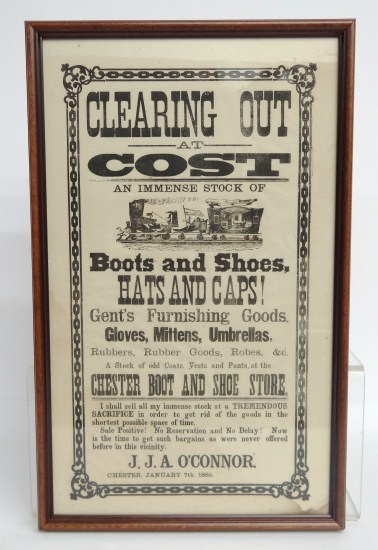 CLEARING OUT
AT
COST
AN IMMENSE STOCK OF
Boots and Shoes,
HATS AND CAPS!
Gent's Furnishing Goods,
Gloves, Mittens, Umbrellas,
Rubbers, Rubber Goods, Robes, &c.
A Stock of odd Coats, Vests and Pants, at the
CHESTER BOOT AND SHOE STORE.
I shall sell all my immense stock at a TREMENDOUS
SACRIFICE in order to get rid of the goods in the
shortest possible space of time.
Sale Positive! No Reservation and No Delay! Now
is the time to get such bargains as were never offered
before in this vicinity.
J. J. A. O'CONNOR.
CHESTER, JANUARY 7th,